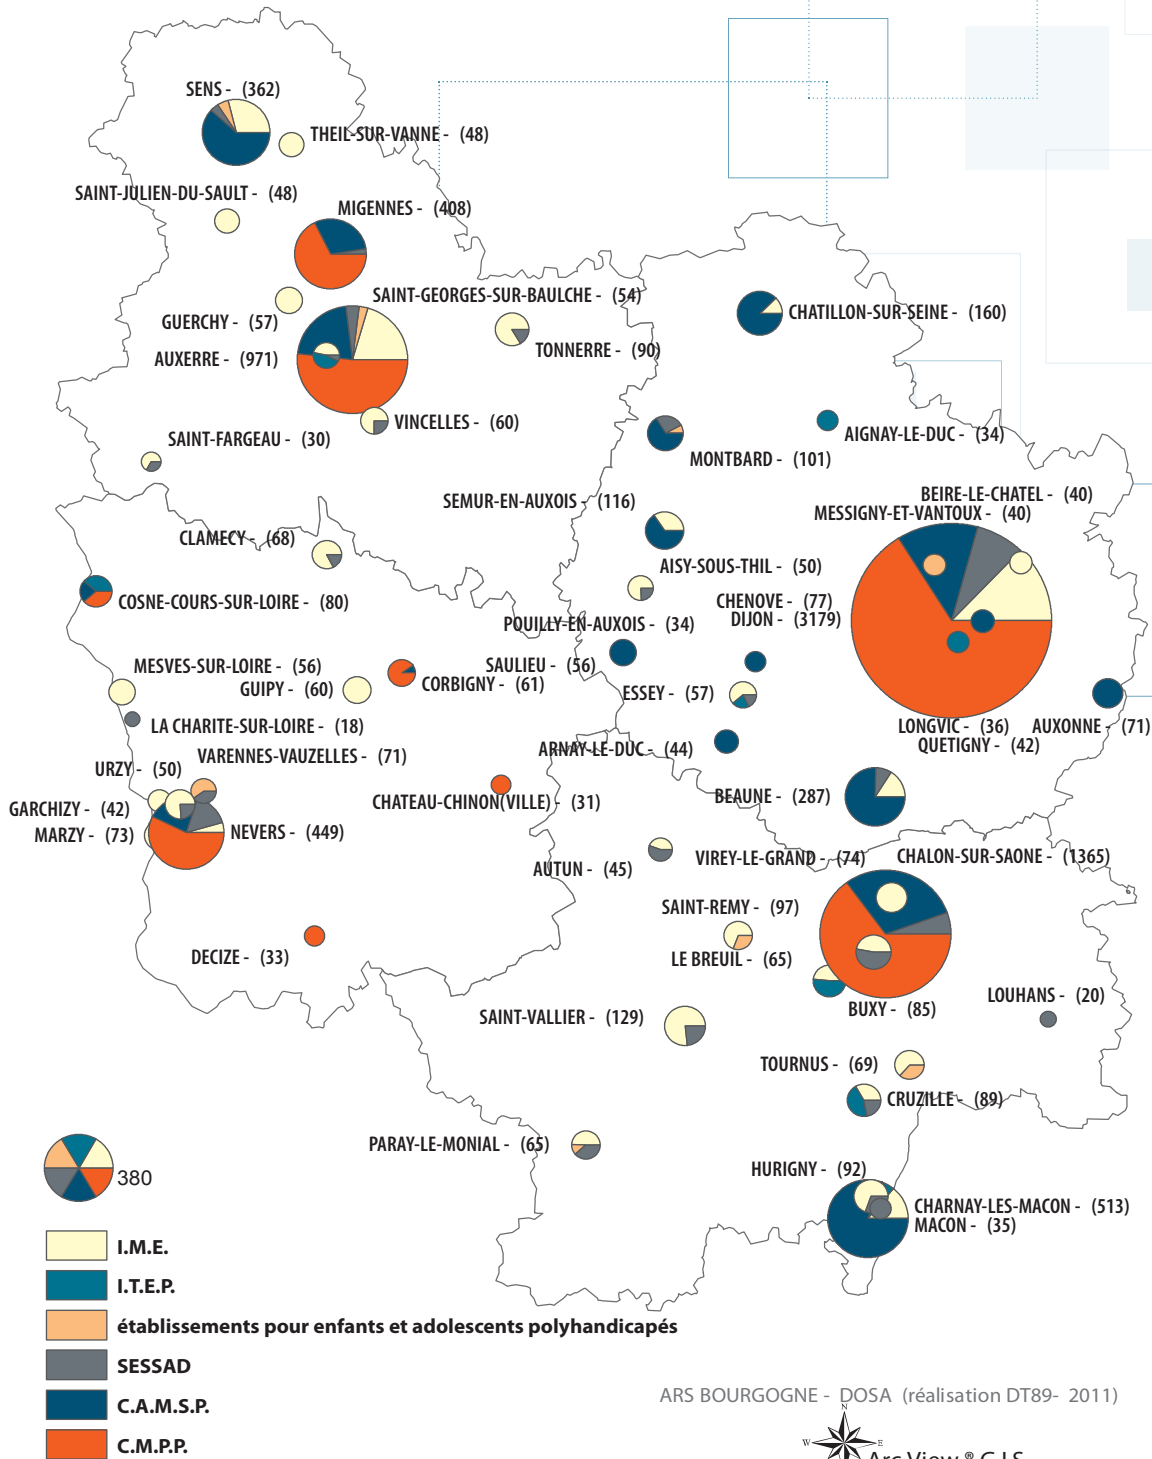 SENS - (362)
THEIL-SUR-VANNE - (48)
SAINT-JULIEN-DU-SAULT - (48)
MIGENNES - (408)
SAINT-GEORGES-SUR-BAULCHE - (54)
CHATILLON-SUR-SEINE - (160)
GUERCHY - (57)
TONNERRE - (90)
AUXERRE - (971)
VINCELLES - (60)
AIGNAY-LE-DUC - (34)
SAINT-FARGEAU - (30)
MONTBARD - (101)
BEIRE-LE-CHATEL - (40)
SEMUR-EN-AUXOIS - (116)
MESSIGNY-ET-VANTOUX - (40)
CLAMECY - (68)
AISY-SOUS-THIL - (50)
COSNE-COURS-SUR-LOIRE - (80)
CHENOVE - (77)
DIJON - (3179)
POUILLY-EN-AUXOIS - (34)
MESVES-SUR-LOIRE - (56)
SAULIEU - (56)
GUIPY - (60)
CORBIGNY - (61)
ESSEY - (57)
LA CHARITE-SUR-LOIRE - (18)
LONGVIC - (36)
AUXONNE - (71)
QUETIGNY - (42)
ARNAY-LE-DUC - (44)
VARENNES-VAUZELLES - (71)
URZY - (50)
BEAUNE - (287)
CHATEAU-CHINON(VILLE) - (31)
GARCHIZY - (42)
MARZY - (73)
NEVERS - (449)
VIREY-LE-GRAND - (74)
CHALON-SUR-SAONE - (1365)
AUTUN - (45)
SAINT-REMY - (97)
DECIZE - (33)
LE BREUIL - (65)
LOUHANS - (20)
BUXY - (85)
SAINT-VALLIER - (129)
TOURNUS - (69)
CRUZILLE - (89)
PARAY-LE-MONIAL - (65)
HURIGNY - (92)
CHARNAY-LES-MACON - (513)
MACON - (35)
380
I.M.E.
I.T.E.P.
établissements pour enfants et adolescents polyhandicapés
SESSAD
C.A.M.S.P.
C.M.P.P.
ARS BOURGOGNE - DOSA (réalisation DT89- 2011)
N
W E
Arc View ® G.I.S